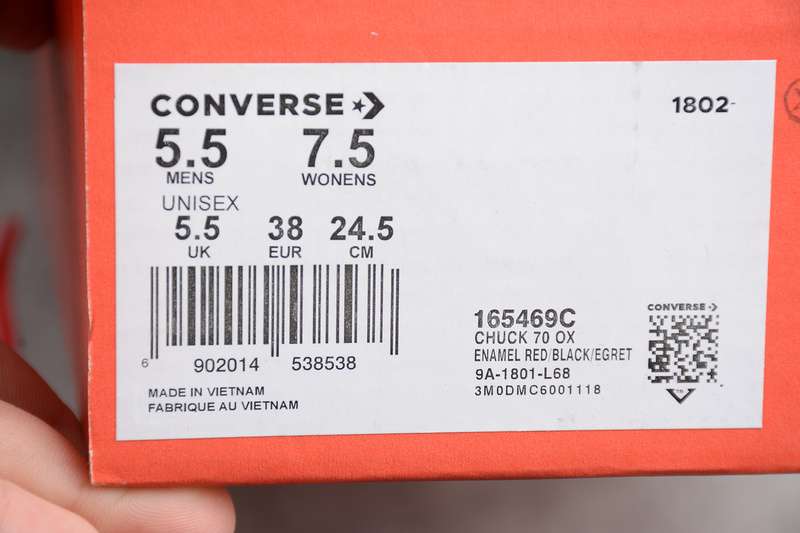 CONVERSE
1802-
5.5 7.5
MENS WONENS
UNISEX
5.5 38 24.5
UK EUR CM
6 902014 538538
MADE IN VIETNAM
FABRIQUE AU VIETNAM
165469C
CHUCK 70 OX
ENAMEL RED/BLACK/EGRET
9A-1801-L68
3M0DMC6001118
CONVERSE